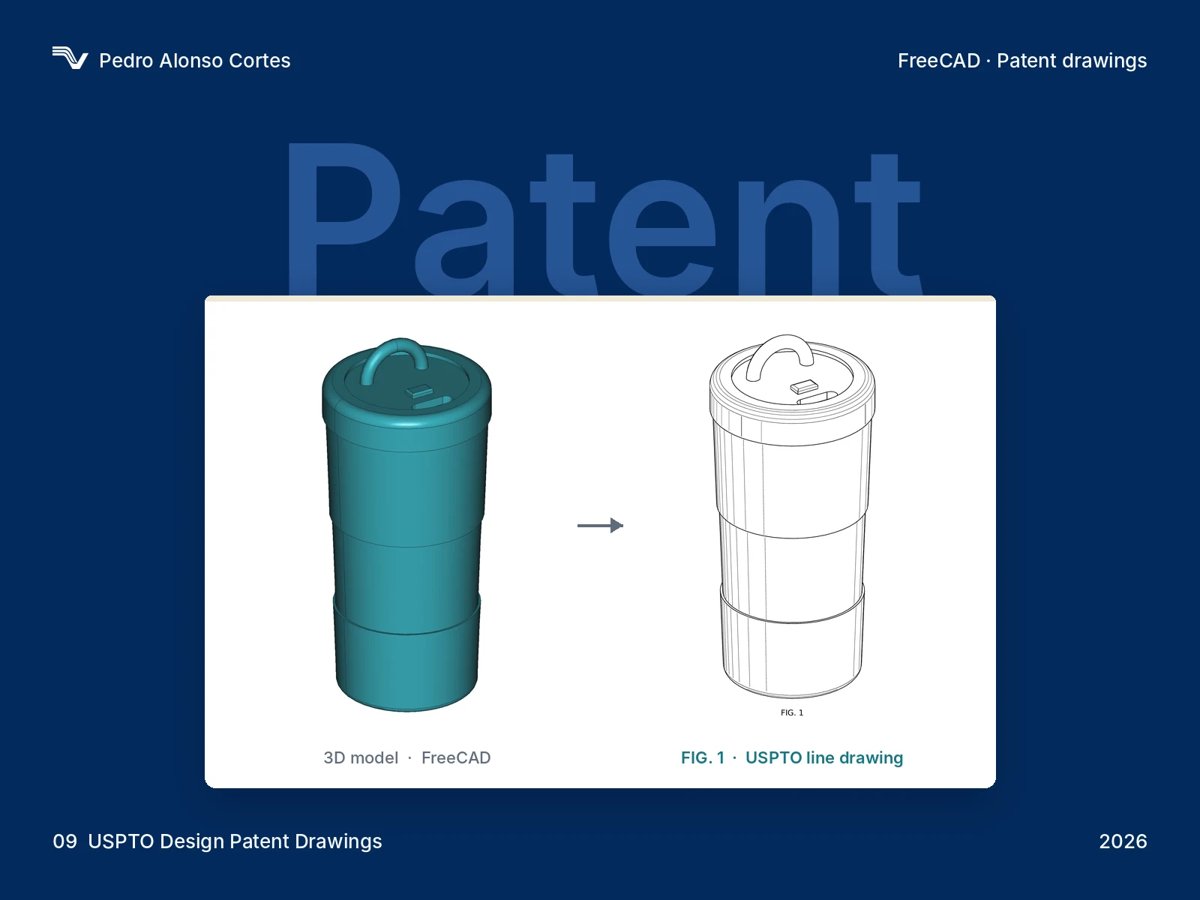 Pedro Alonso Cortes
FreeCAD · Patent drawings
Patent
FIG. 1
3D model · FreeCAD
FIG. 1 · USPTO line drawing
09 USPTO Design Patent Drawings
2026